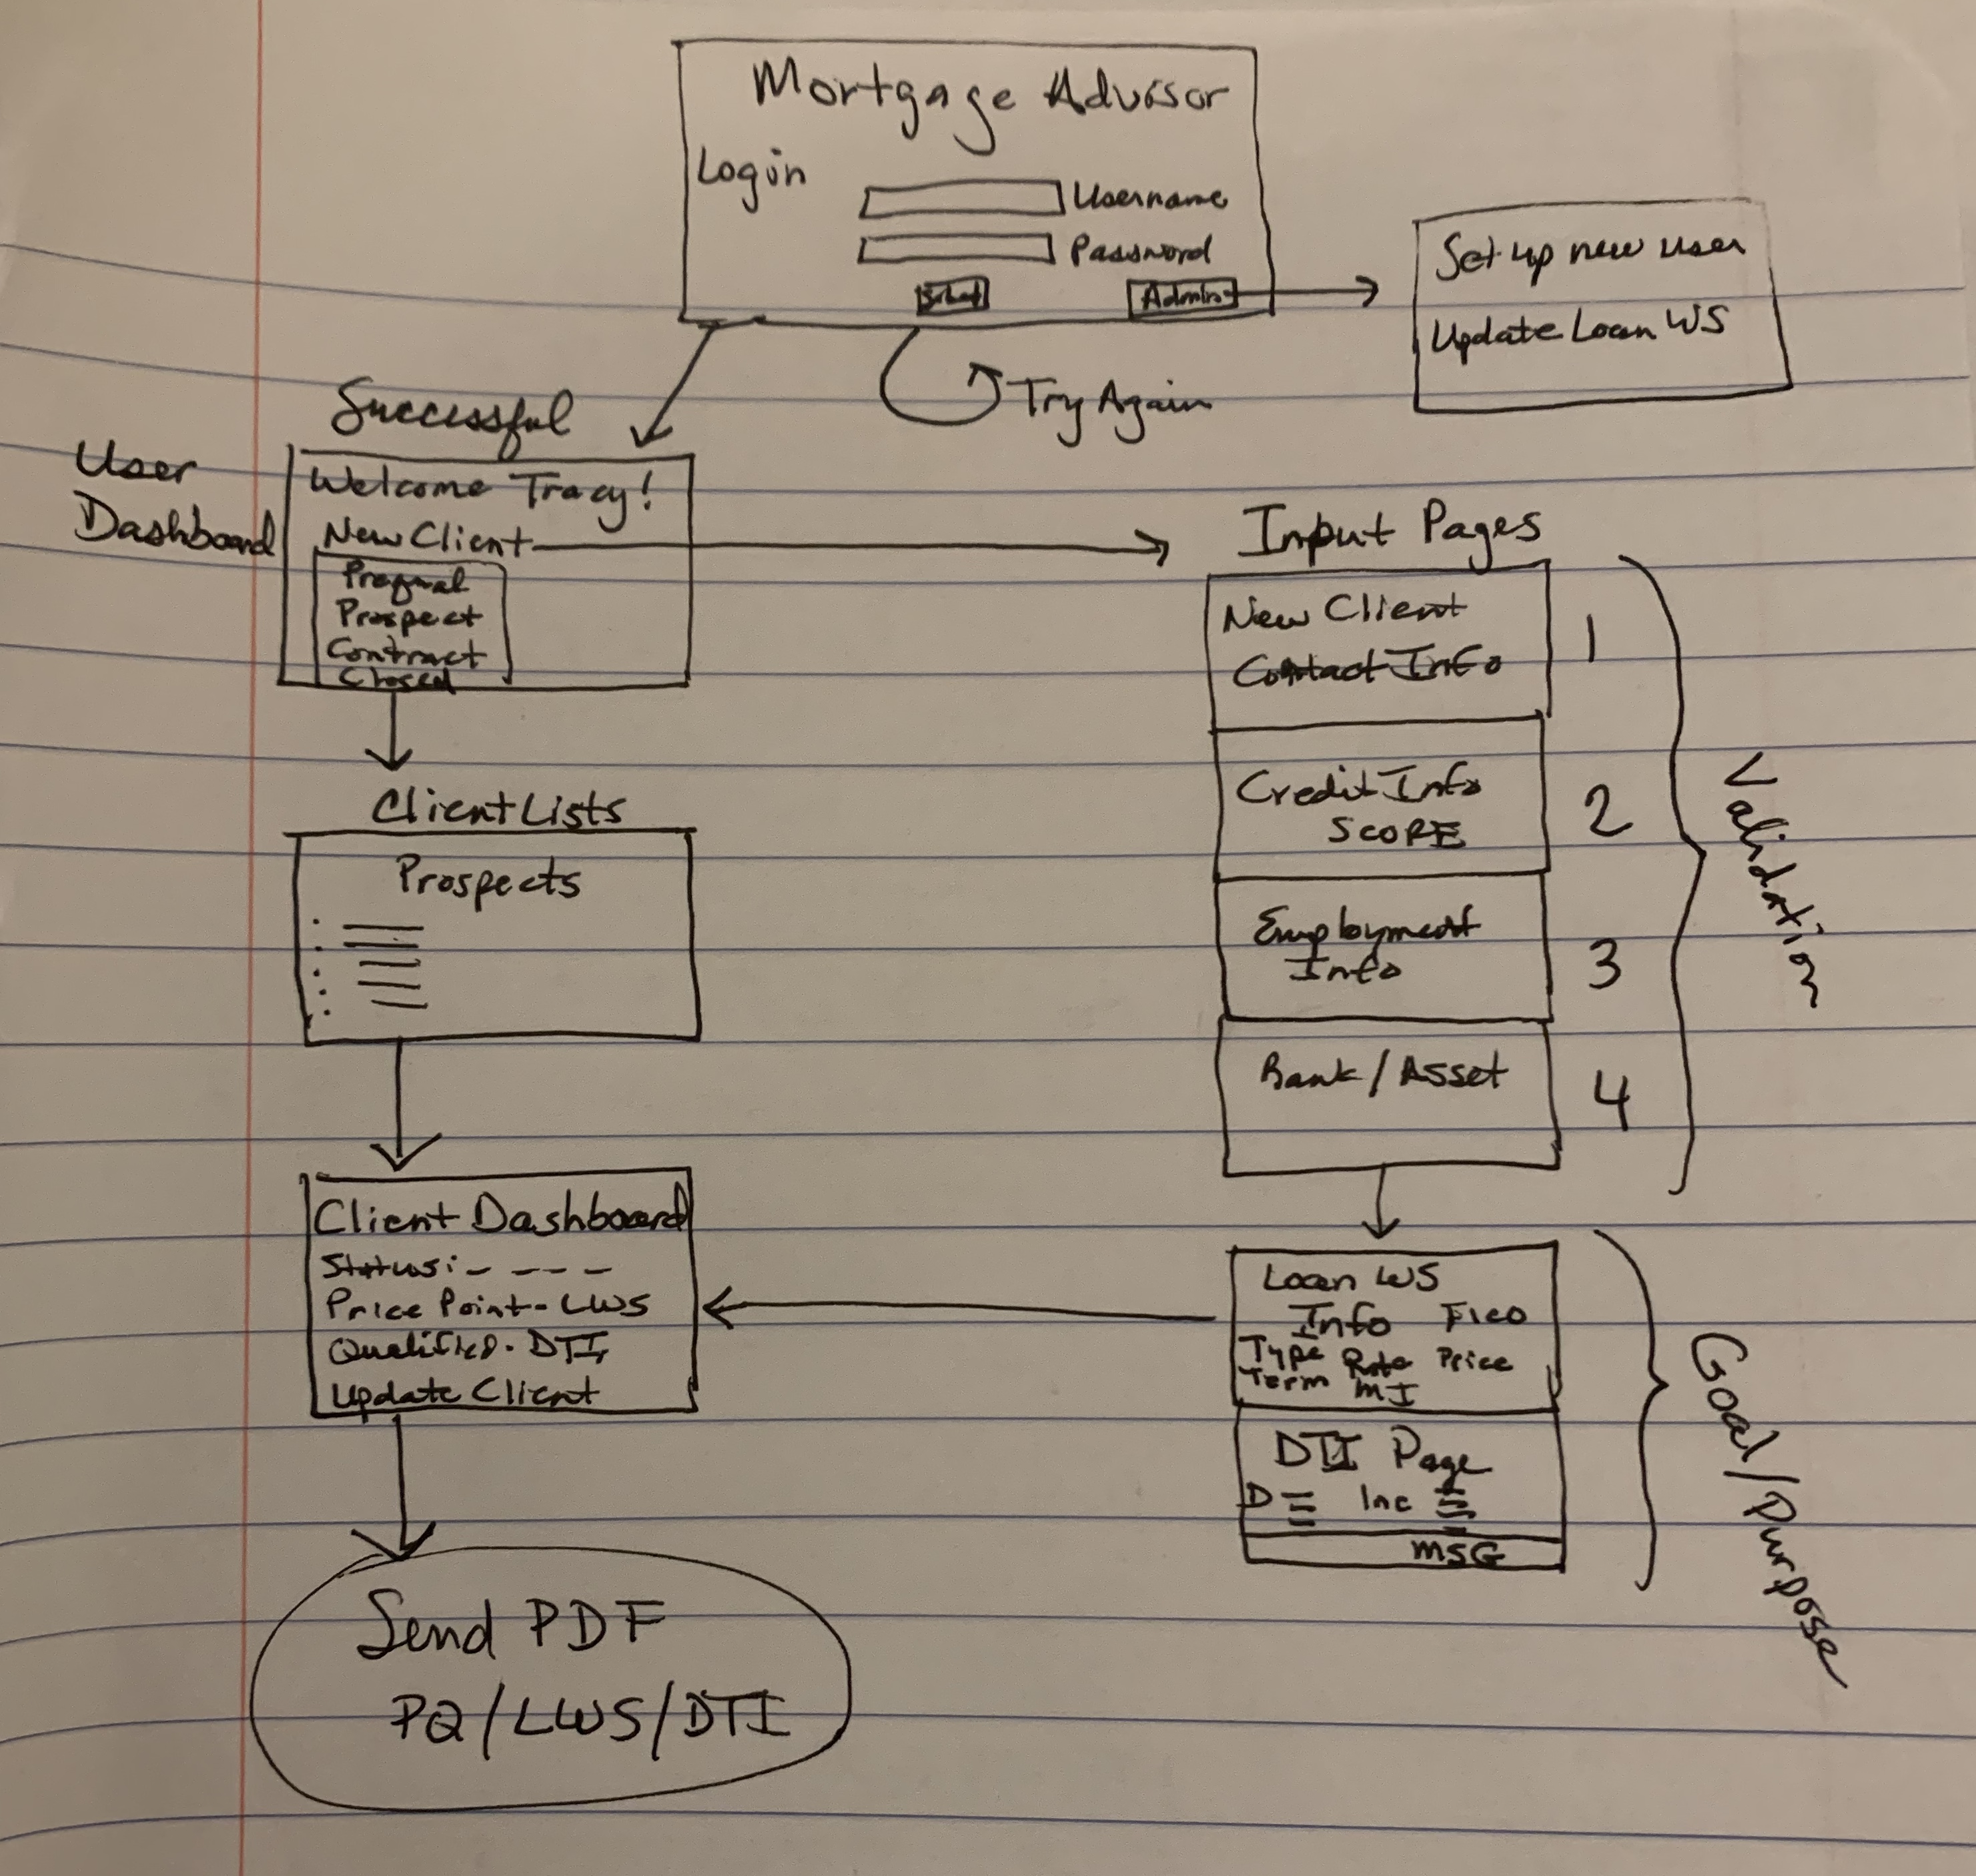 Mortgage Advisor
Login
Username
Password
Submit
Admin
Set up new user
Update Loan WS
Try Again
Successful
User
Dashboard
Welcome Tracy!
New Client
Prequal
Prospect
Contract
Closed
Input Pages
New Client
Contact Info
1
Credit Info
SCORE
2
Employment
Info
3
Bank/Asset
4
Validation
Client Lists
Prospects
Client Dashboard
Status: - - - -
Price Point - LWS
Qualified - DTI
Update Client
Loan WS
Info Fico
Type Rate Price
Term MI
DTI Page
D Inc
MSG
Goal/Purpose
Send PDF
PQ/LWS/DTI